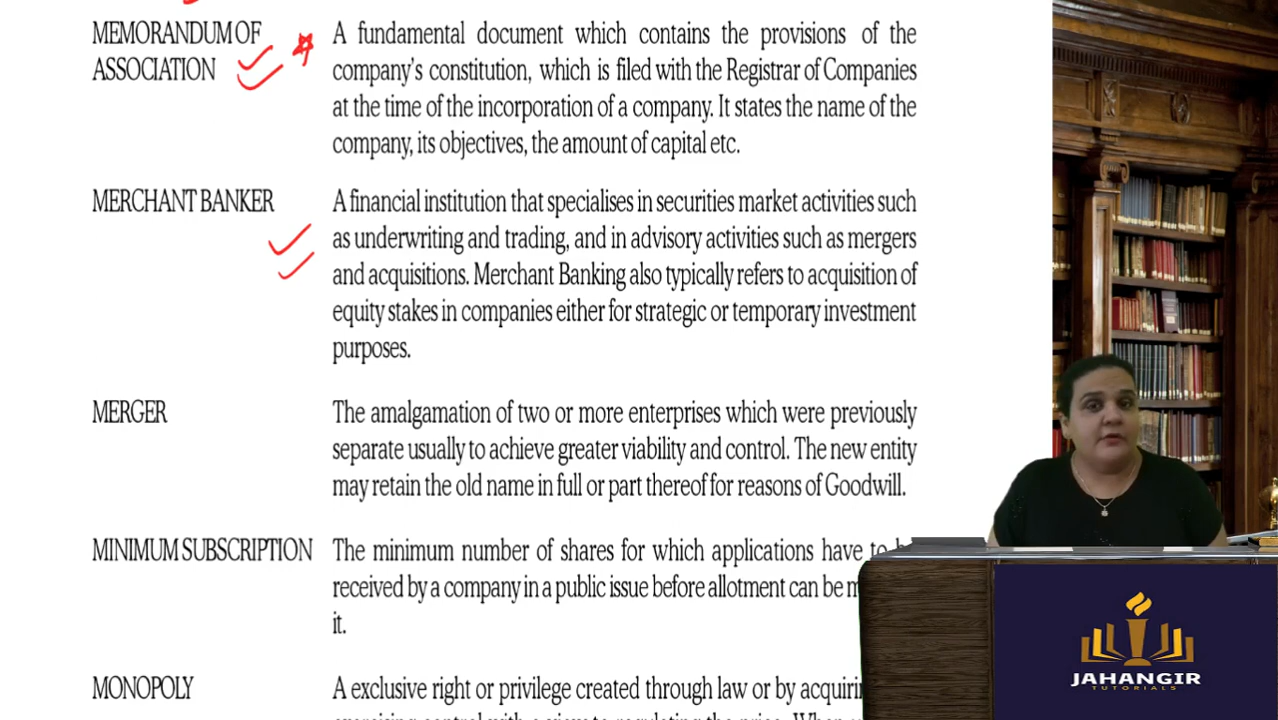 MEMORANDUM OF
ASSOCIATION
A fundamental document which contains the provisions of the
company's constitution, which is filed with the Registrar of Companies
at the time of the incorporation of a company. It states the name of the
company, its objectives, the amount of capital etc.
MERCHANT BANKER
A financial institution that specialises in securities market activities such
as underwriting and trading, and in advisory activities such as mergers
and acquisitions. Merchant Banking also typically refers to acquisition of
equity stakes in companies either for strategic or temporary investment
purposes.
MERGER
The amalgamation of two or more enterprises which were previously
separate usually to achieve greater viability and control. The new entity
may retain the old name in full or part thereof for reasons of Goodwill.
MINIMUM SUBSCRIPTION
The minimum number of shares for which applications have to
received by a company in a public issue before allotment can be
it.
MONOPOLY
A exclusive right or privilege created through law or by
JAHANGIR
TUTORIALS